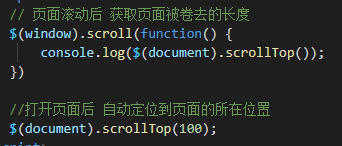 // 页面滚动后 获取页面被卷去的长度
$(window).scroll(function() {
    console.log($(document).scrollTop());
})

//打开页面后 自动定位到页面的所在位置
$(document).scrollTop(100);